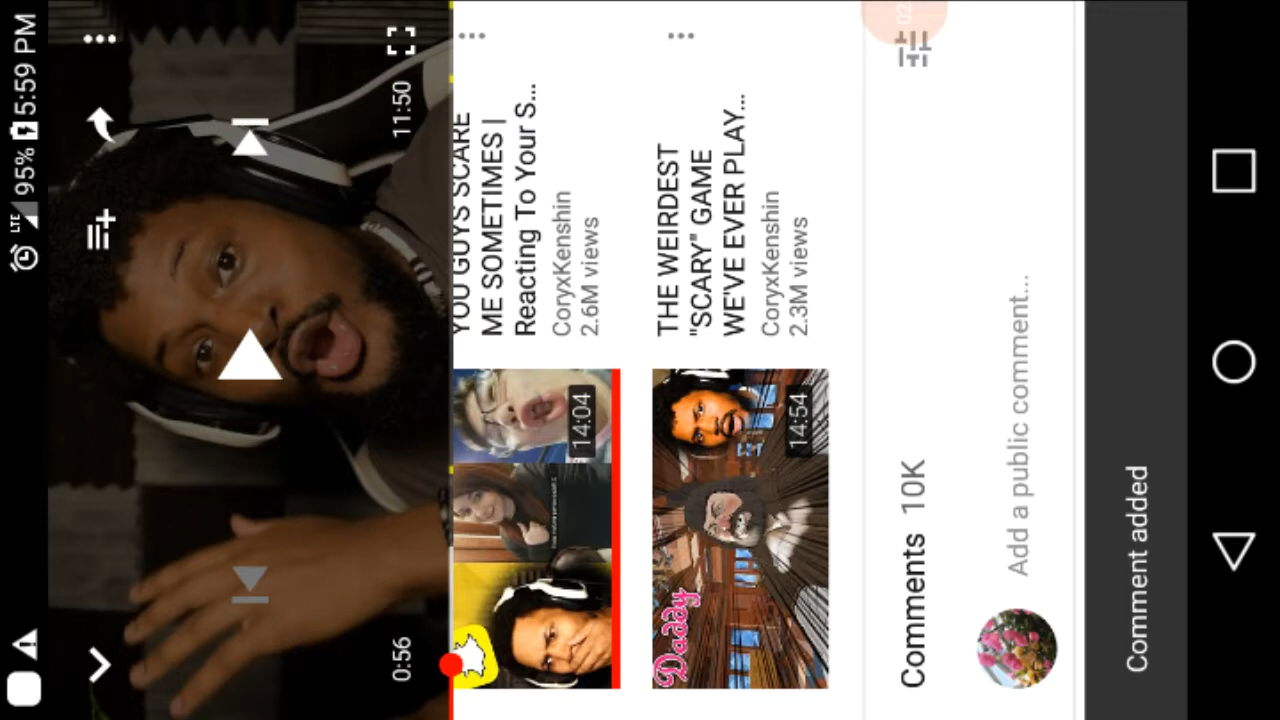 LTE 95% 5:59 PM
0:56
11:50
YOU GUYS SCARE
ME SOMETIMES |
Reacting To Your S...
CoryxKenshin
2.6M views
14:04
THE WEIRDEST
"SCARY" GAME
WE'VE EVER PLAY...
CoryxKenshin
2.3M views
Daddy
14:54
Comments 10K
02
Add a public comment...
Comment added